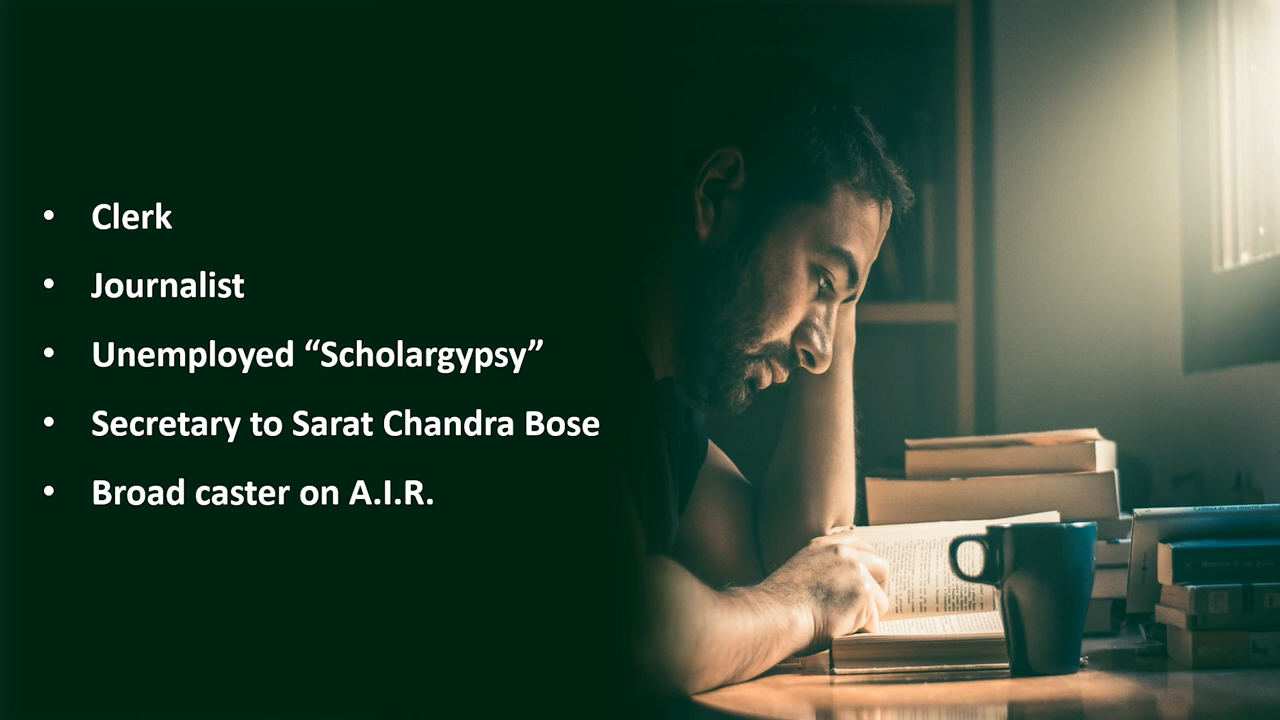 • Clerk
• Journalist
• Unemployed “Scholargypsy”
• Secretary to Sarat Chandra Bose
• Broad caster on A.I.R.